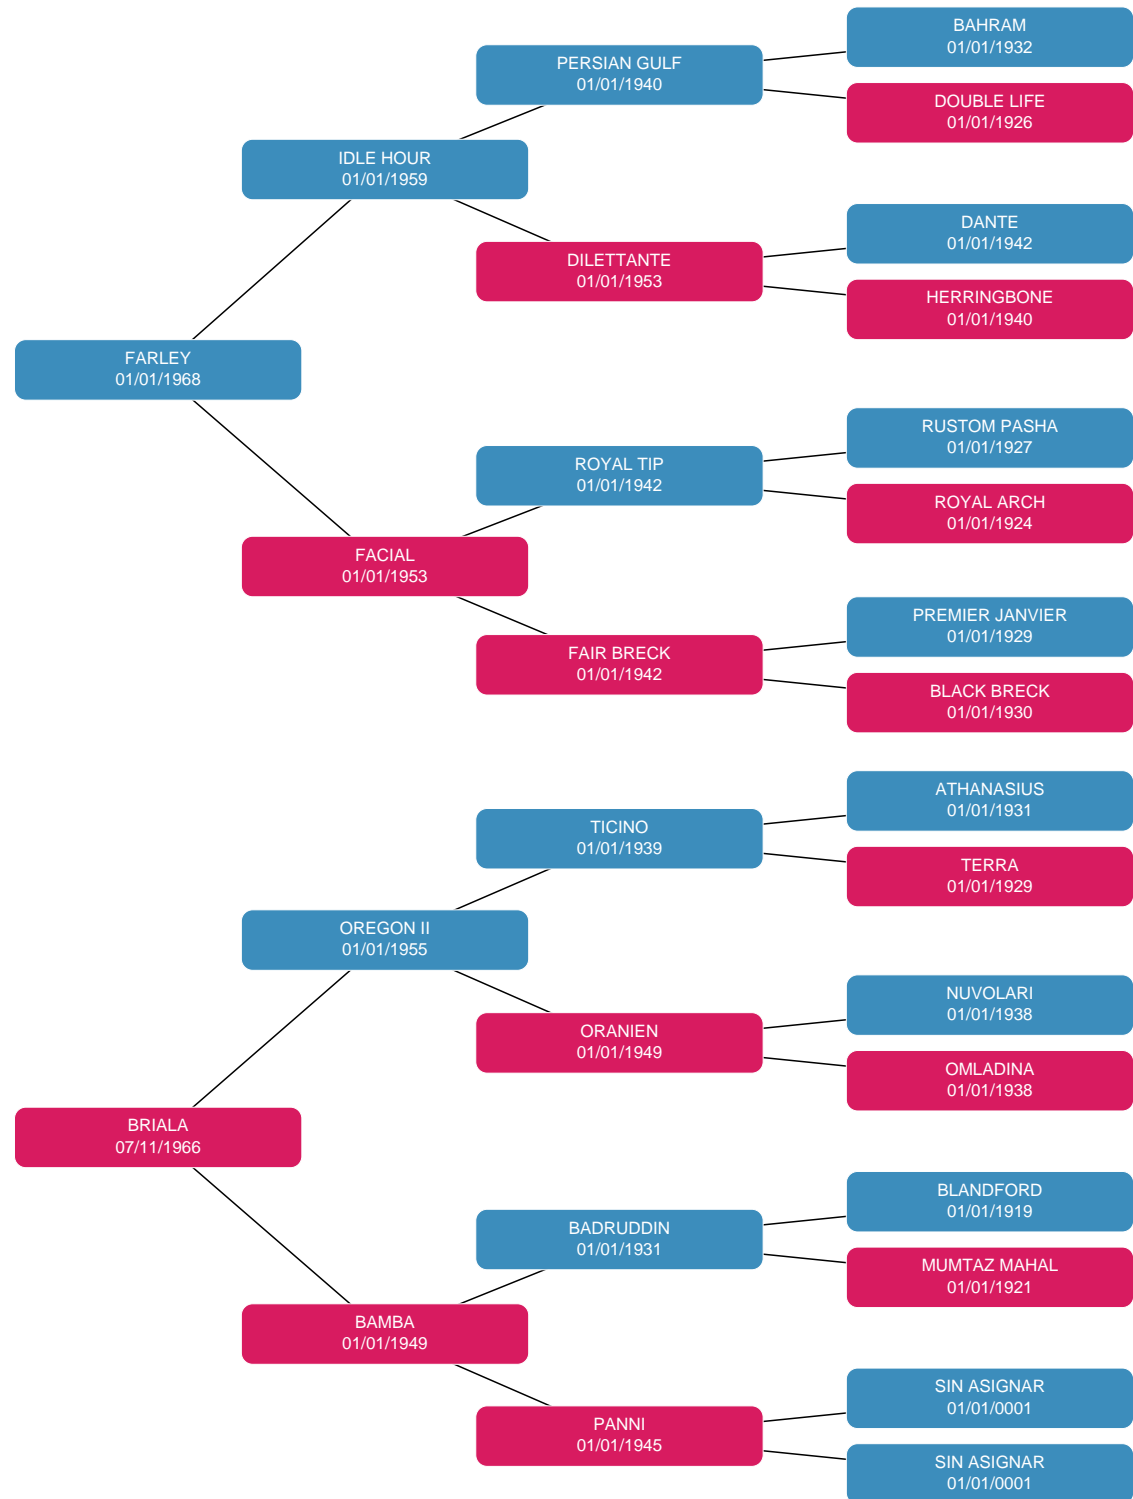 BAHRAM
01/01/1932
PERSIAN GULF
01/01/1940
DOUBLE LIFE
01/01/1926
IDLE HOUR
01/01/1959
DANTE
01/01/1942
DILETTANTE
01/01/1953
HERRINGBONE
01/01/1940
FARLEY
01/01/1968
RUSTOM PASHA
01/01/1927
ROYAL TIP
01/01/1942
ROYAL ARCH
01/01/1924
FACIAL
01/01/1953
PREMIER JANVIER
01/01/1929
FAIR BRECK
01/01/1942
BLACK BRECK
01/01/1930
ATHANASIUS
01/01/1931
TICINO
01/01/1939
TERRA
01/01/1929
OREGON II
01/01/1955
NUVOLARI
01/01/1938
ORANIEN
01/01/1949
OMLADINA
01/01/1938
BRIALA
07/11/1966
BLANDFORD
01/01/1919
BADRUDDIN
01/01/1931
MUMTAZ MAHAL
01/01/1921
BAMBA
01/01/1949
SIN ASIGNAR
01/01/0001
PANNI
01/01/1945
SIN ASIGNAR
01/01/0001